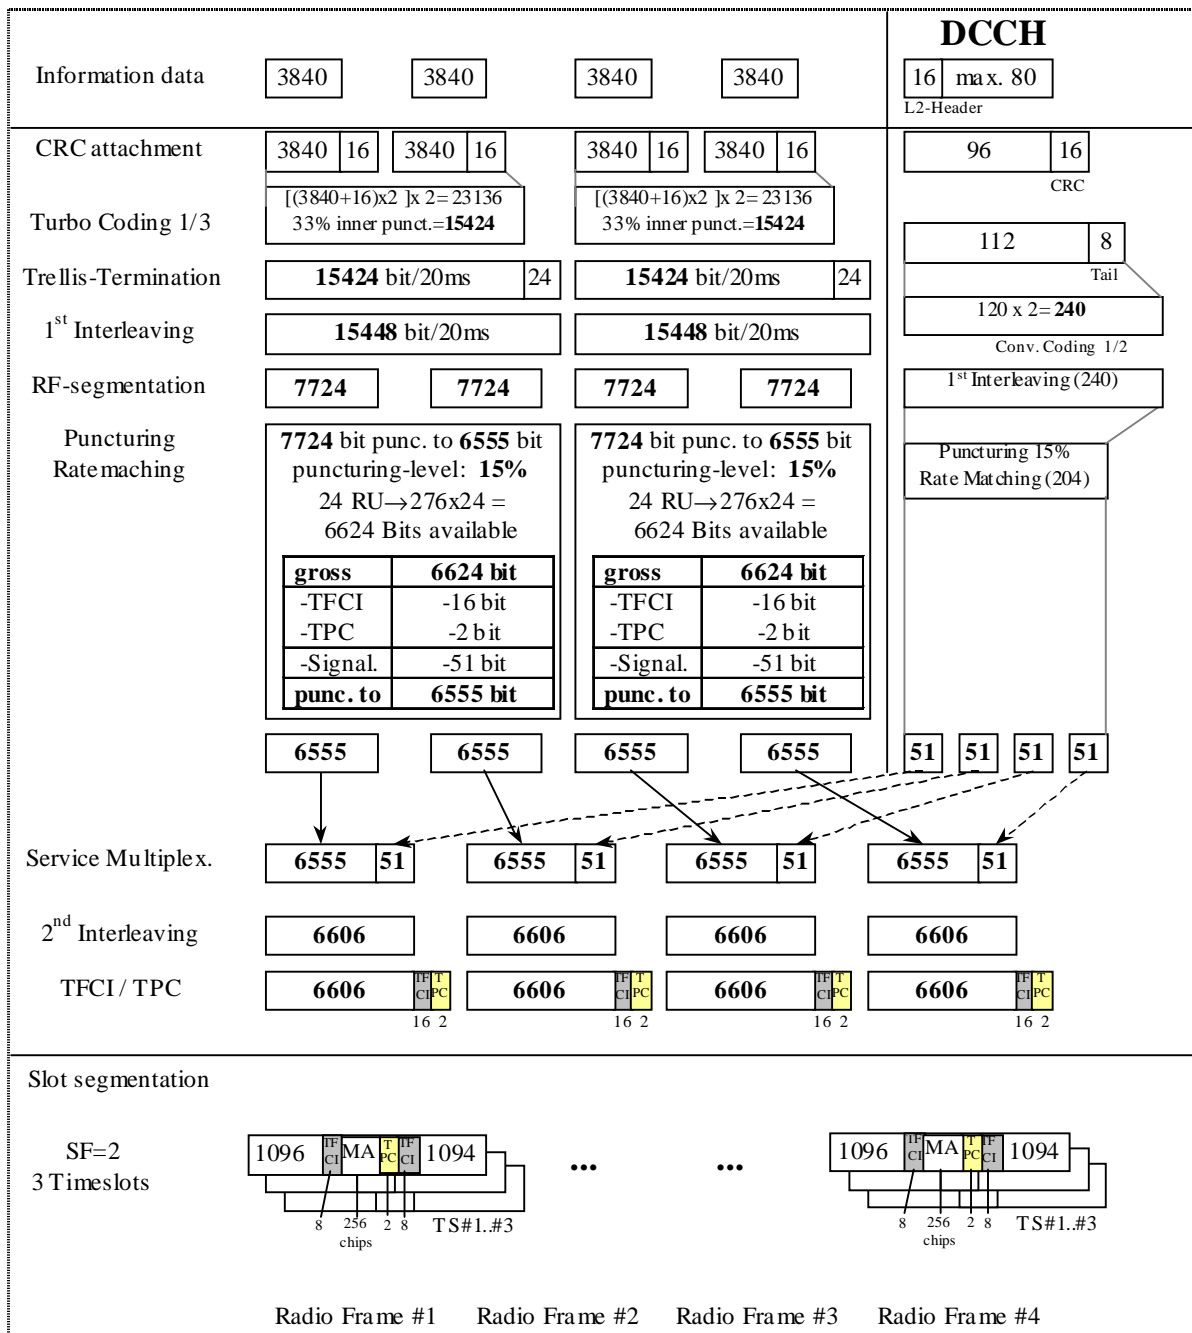 DCCH
Information data
3840 3840 3840 3840
16 max. 80
L2-Header
CRC attachment
3840 16 3840 16 3840 16 3840 16
96 16
CRC
[(3840+16)x2 ]x 2=23136 [(3840+16)x2 ]x 2=23136
Turbo Coding 1/3
33% inner punct.=15424 33% inner punct.=15424
112 8
Tail
Trellis-Termination
15424 bit/20ms 24 15424 bit/20ms 24
120 x 2=240
Conv. Coding 1/2
1st Interleaving
15448 bit/20ms 15448 bit/20ms
RF-segmentation
7724 7724 7724 7724
1st Interleaving (240)
Puncturing
Ratemaching
7724 bit punc. to 6555 bit 7724 bit punc. to 6555 bit
puncturing-level: 15% puncturing-level: 15%
24 RU→276x24 = 24 RU→276x24 =
6624 Bits available 6624 Bits available
Puncturing 15%
Rate Matching (204)
gross 6624 bit gross 6624 bit
-TFCI -16 bit -TFCI -16 bit
-TPC -2 bit -TPC -2 bit
-Signal. -51 bit -Signal. -51 bit
punc. to 6555 bit punc. to 6555 bit
6555 6555 6555 6555 51 51 51 51
Service Multiplex.
6555 51 6555 51 6555 51 6555 51
2nd Interleaving
6606 6606 6606 6606
TFCI / TPC
6606 TF CI T PC 6606 TF CI T PC 6606 TF CI T PC 6606 TF CI T PC
16 2 16 2 16 2 16 2
Slot segmentation
SF=2
3 Timeslots
1096 TF CI MA T PC TF CI 1094 ... ... 1096 TF CI MA T PC TF CI 1094
8 256 2 8 TS#1..#3 8 256 2 8 TS#1..#3
chips chips
Radio Frame #1 Radio Frame #2 Radio Frame #3 Radio Frame #4